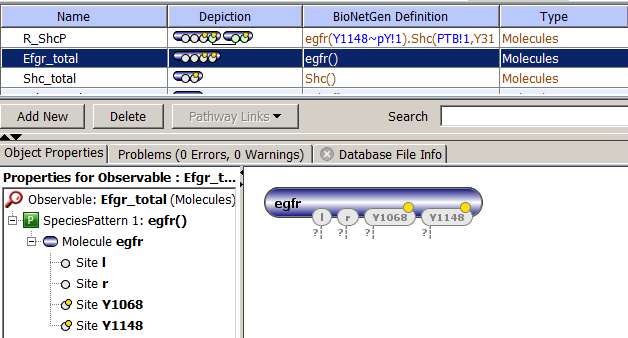 Name Depiction BioNetGen Definition Type
R_ShcP egfr(Y1148~pY!1).Shc(PTB!1,Y31 Molecules
Efgr_total egfr() Molecules
Shc_total Shc() Molecules
Add New Delete Pathway Links Search
Object Properties Problems (0 Errors, 0 Warnings) Database File Info
Properties for Observable : Efgr_t...
Observable: Efgr_total (Molecules)
SpeciesPattern 1: egfr()
Molecule egfr
Site l
Site r
Site Y1068
Site Y1148
egfr
l r Y1068 Y1148
? ? ? ?